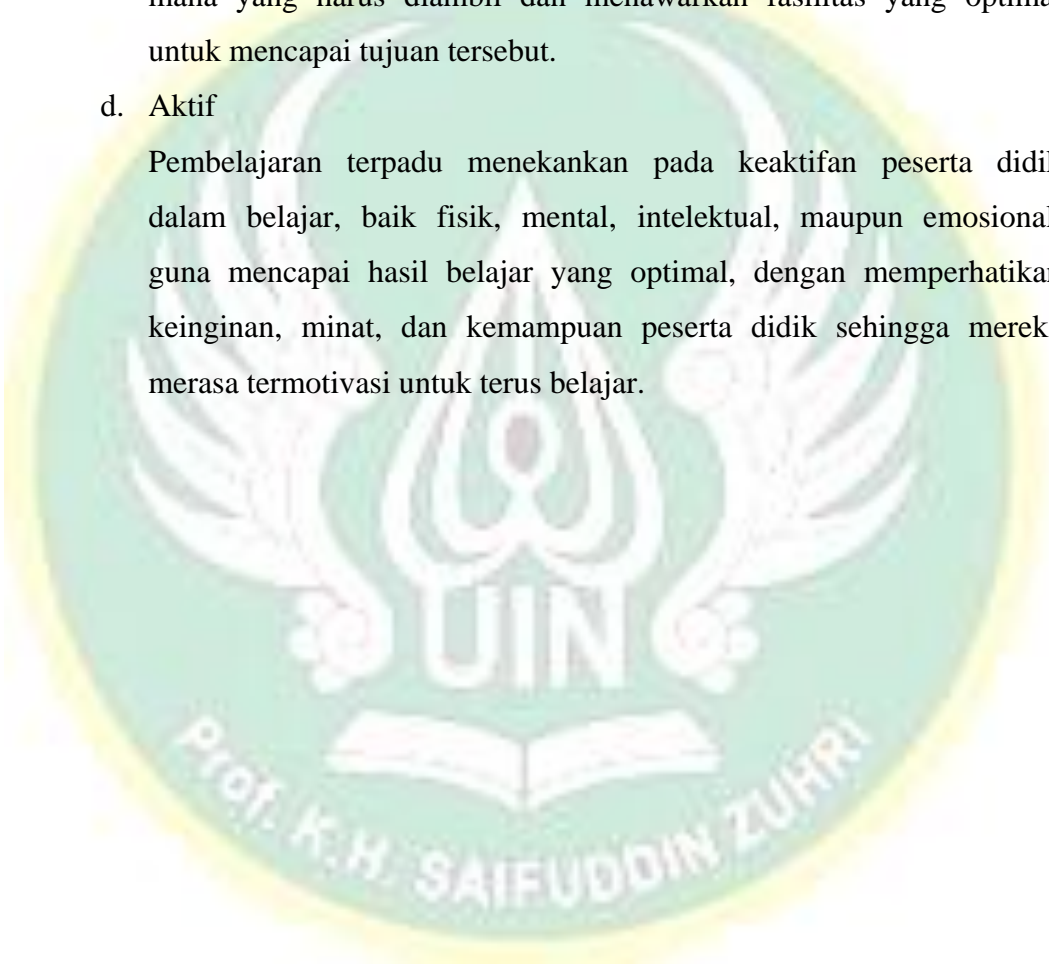 mana yang harus diambil dan menawarkan fasilitas yang optima
untuk mencapai tujuan tersebut.
d. Aktif
Pembelajaran terpadu menekankan pada keaktifan peserta didi
dalam belajar, baik fisik, mental, intelektual, maupun emosional
guna mencapai hasil belajar yang optimal, dengan memperhatikan
keinginan, minat, dan kemampuan peserta didik sehingga merek
merasa termotivasi untuk terus belajar.
UIN
Prof. K.H. SAIFUDDIN ZUHRI